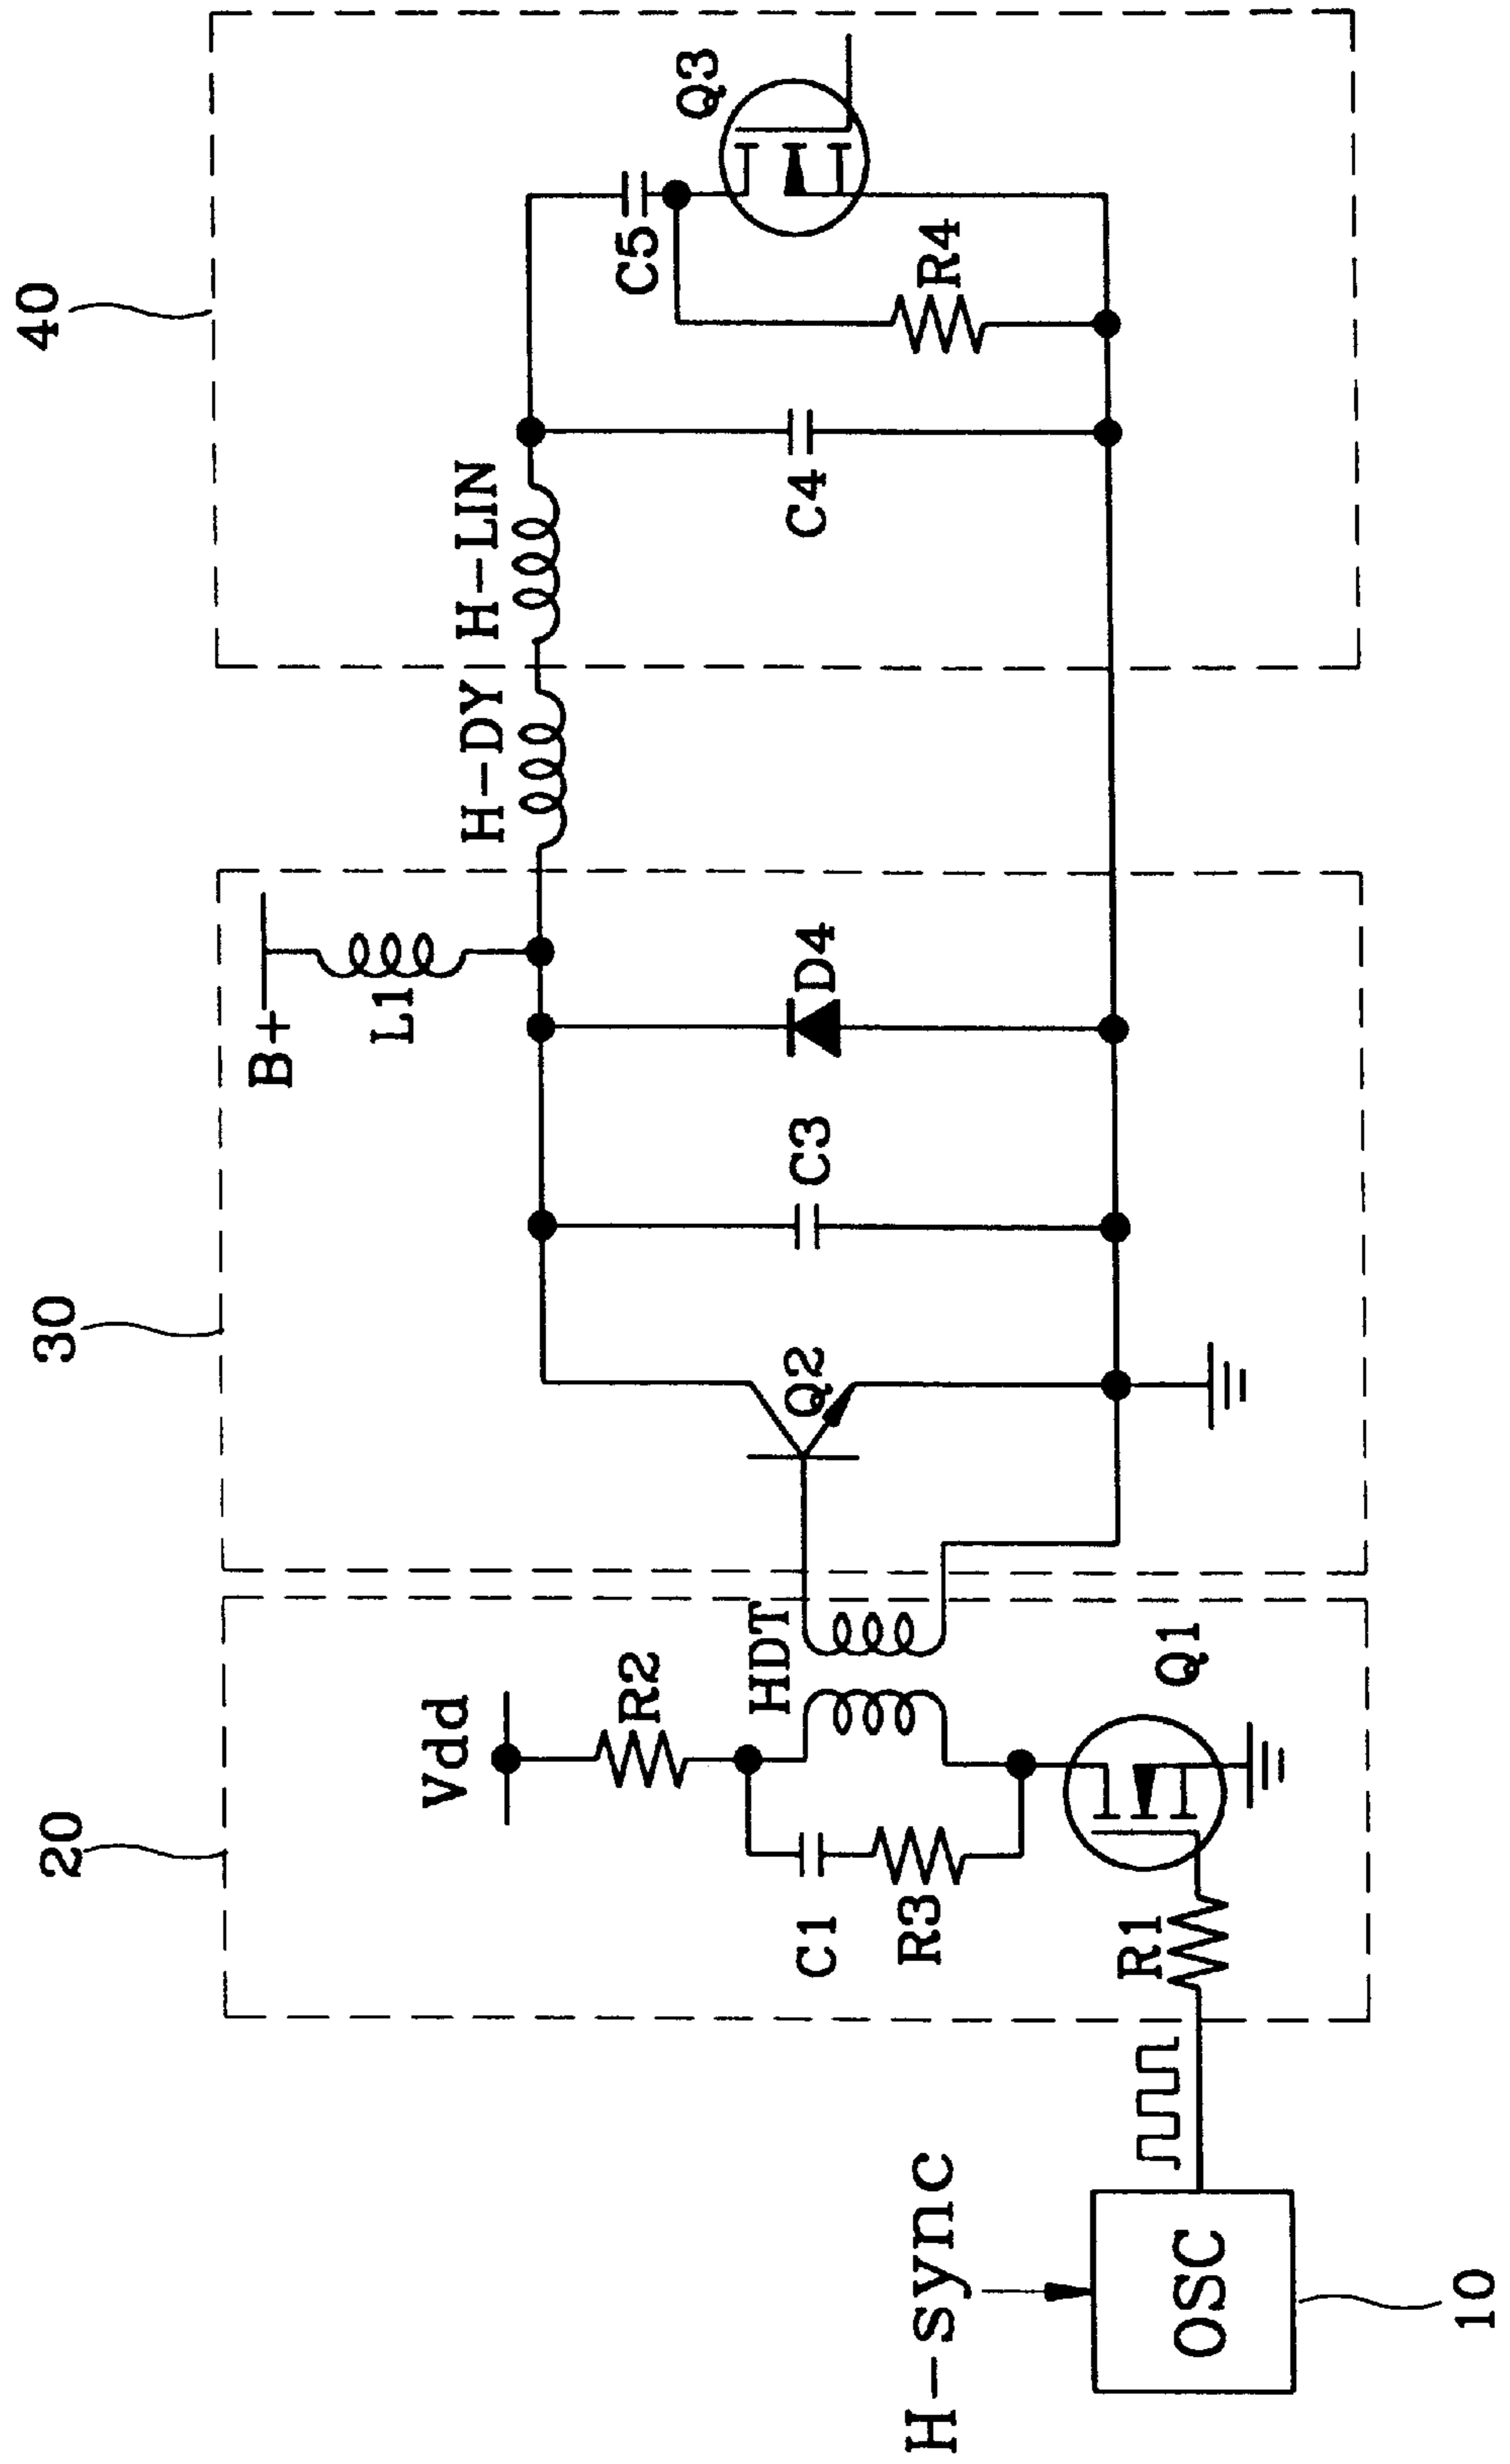 10
H-sync
OSC
20
Vdd
R2
HDT
C1
R3
R1
Q1
30
B+
L1
Q2
C3
D4
H-DY
40
H-LIN
C4
C5
R4
Q3